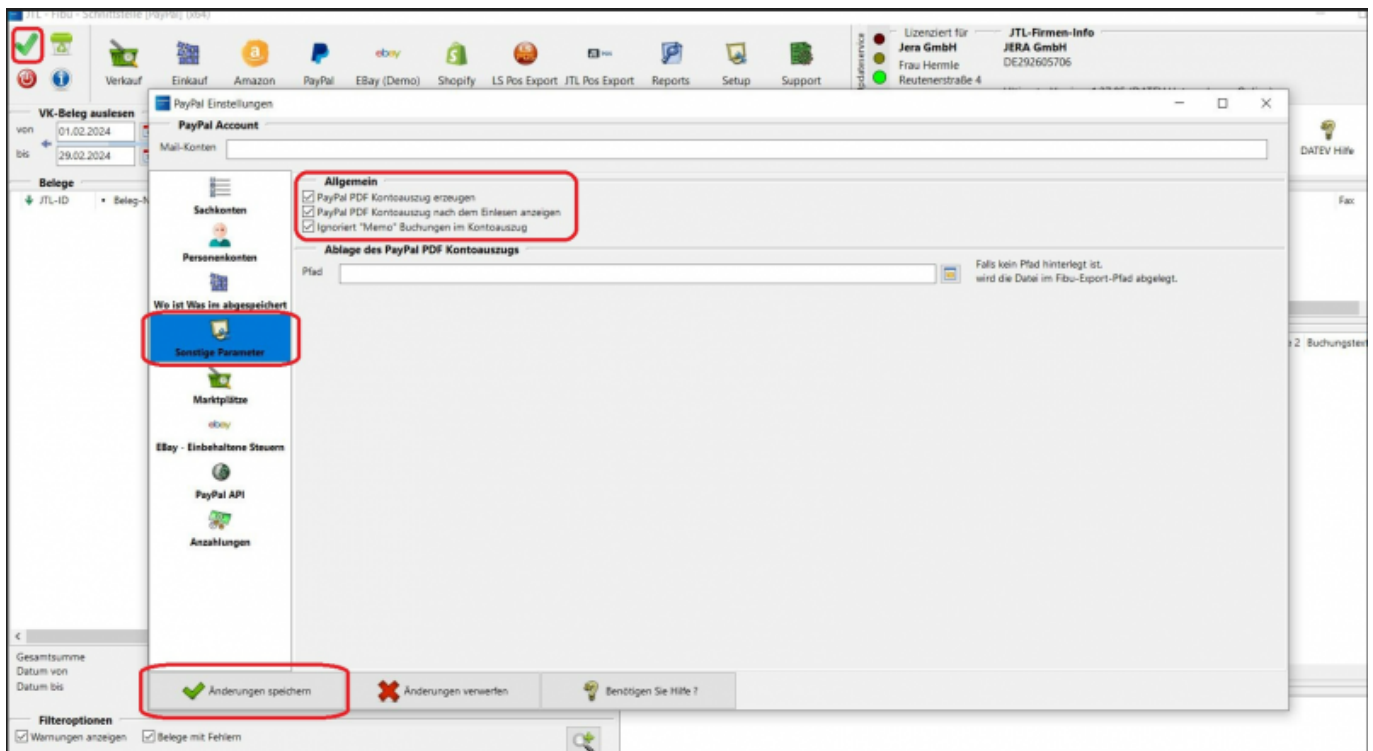 JTL - Fibu - Schnittstelle [PayPal] (x64)
Verkauf
Einkauf
Amazon
PayPal
EBay (Demo)
Shopify
LS Pos Export
JTL Pos Export
Reports
Setup
Support
Lizenziert für
Jera GmbH
Frau Hermle
Reutenerstraße 4
JTL-Firmen-Info
JERA GmbH
DE292605706
VK-Beleg auslesen
von 01.02.2024
bis 29.02.2024
DATEV Hilfe
Belege
JTL-ID
Beleg-N
Fax
2 Buchungstext
PayPal Einstellungen
PayPal Account
Mail-Konten
Sachkonten
Personenkonten
Wo ist Was im abgespeichert
Sonstige Parameter
Marktplätze
ebay
EBay - Einbehaltene Steuern
PayPal API
Anzahlungen
Allgemein
PayPal PDF Kontoauszug erzeugen
PayPal PDF Kontoauszug nach dem Einlesen anzeigen
Ignoriert "Memo" Buchungen im Kontoauszug
Ablage des PayPal PDF Kontoauszugs
Pfad
Falls kein Pfad hinterlegt ist.
wird die Datei im Fibu-Export-Pfad abgelegt.
Änderungen speichern
Änderungen verwerfen
Benötigen Sie Hilfe ?
Gesamtsumme
Datum von
Datum bis
Filteroptionen
Warnungen anzeigen
Belege mit Fehlern